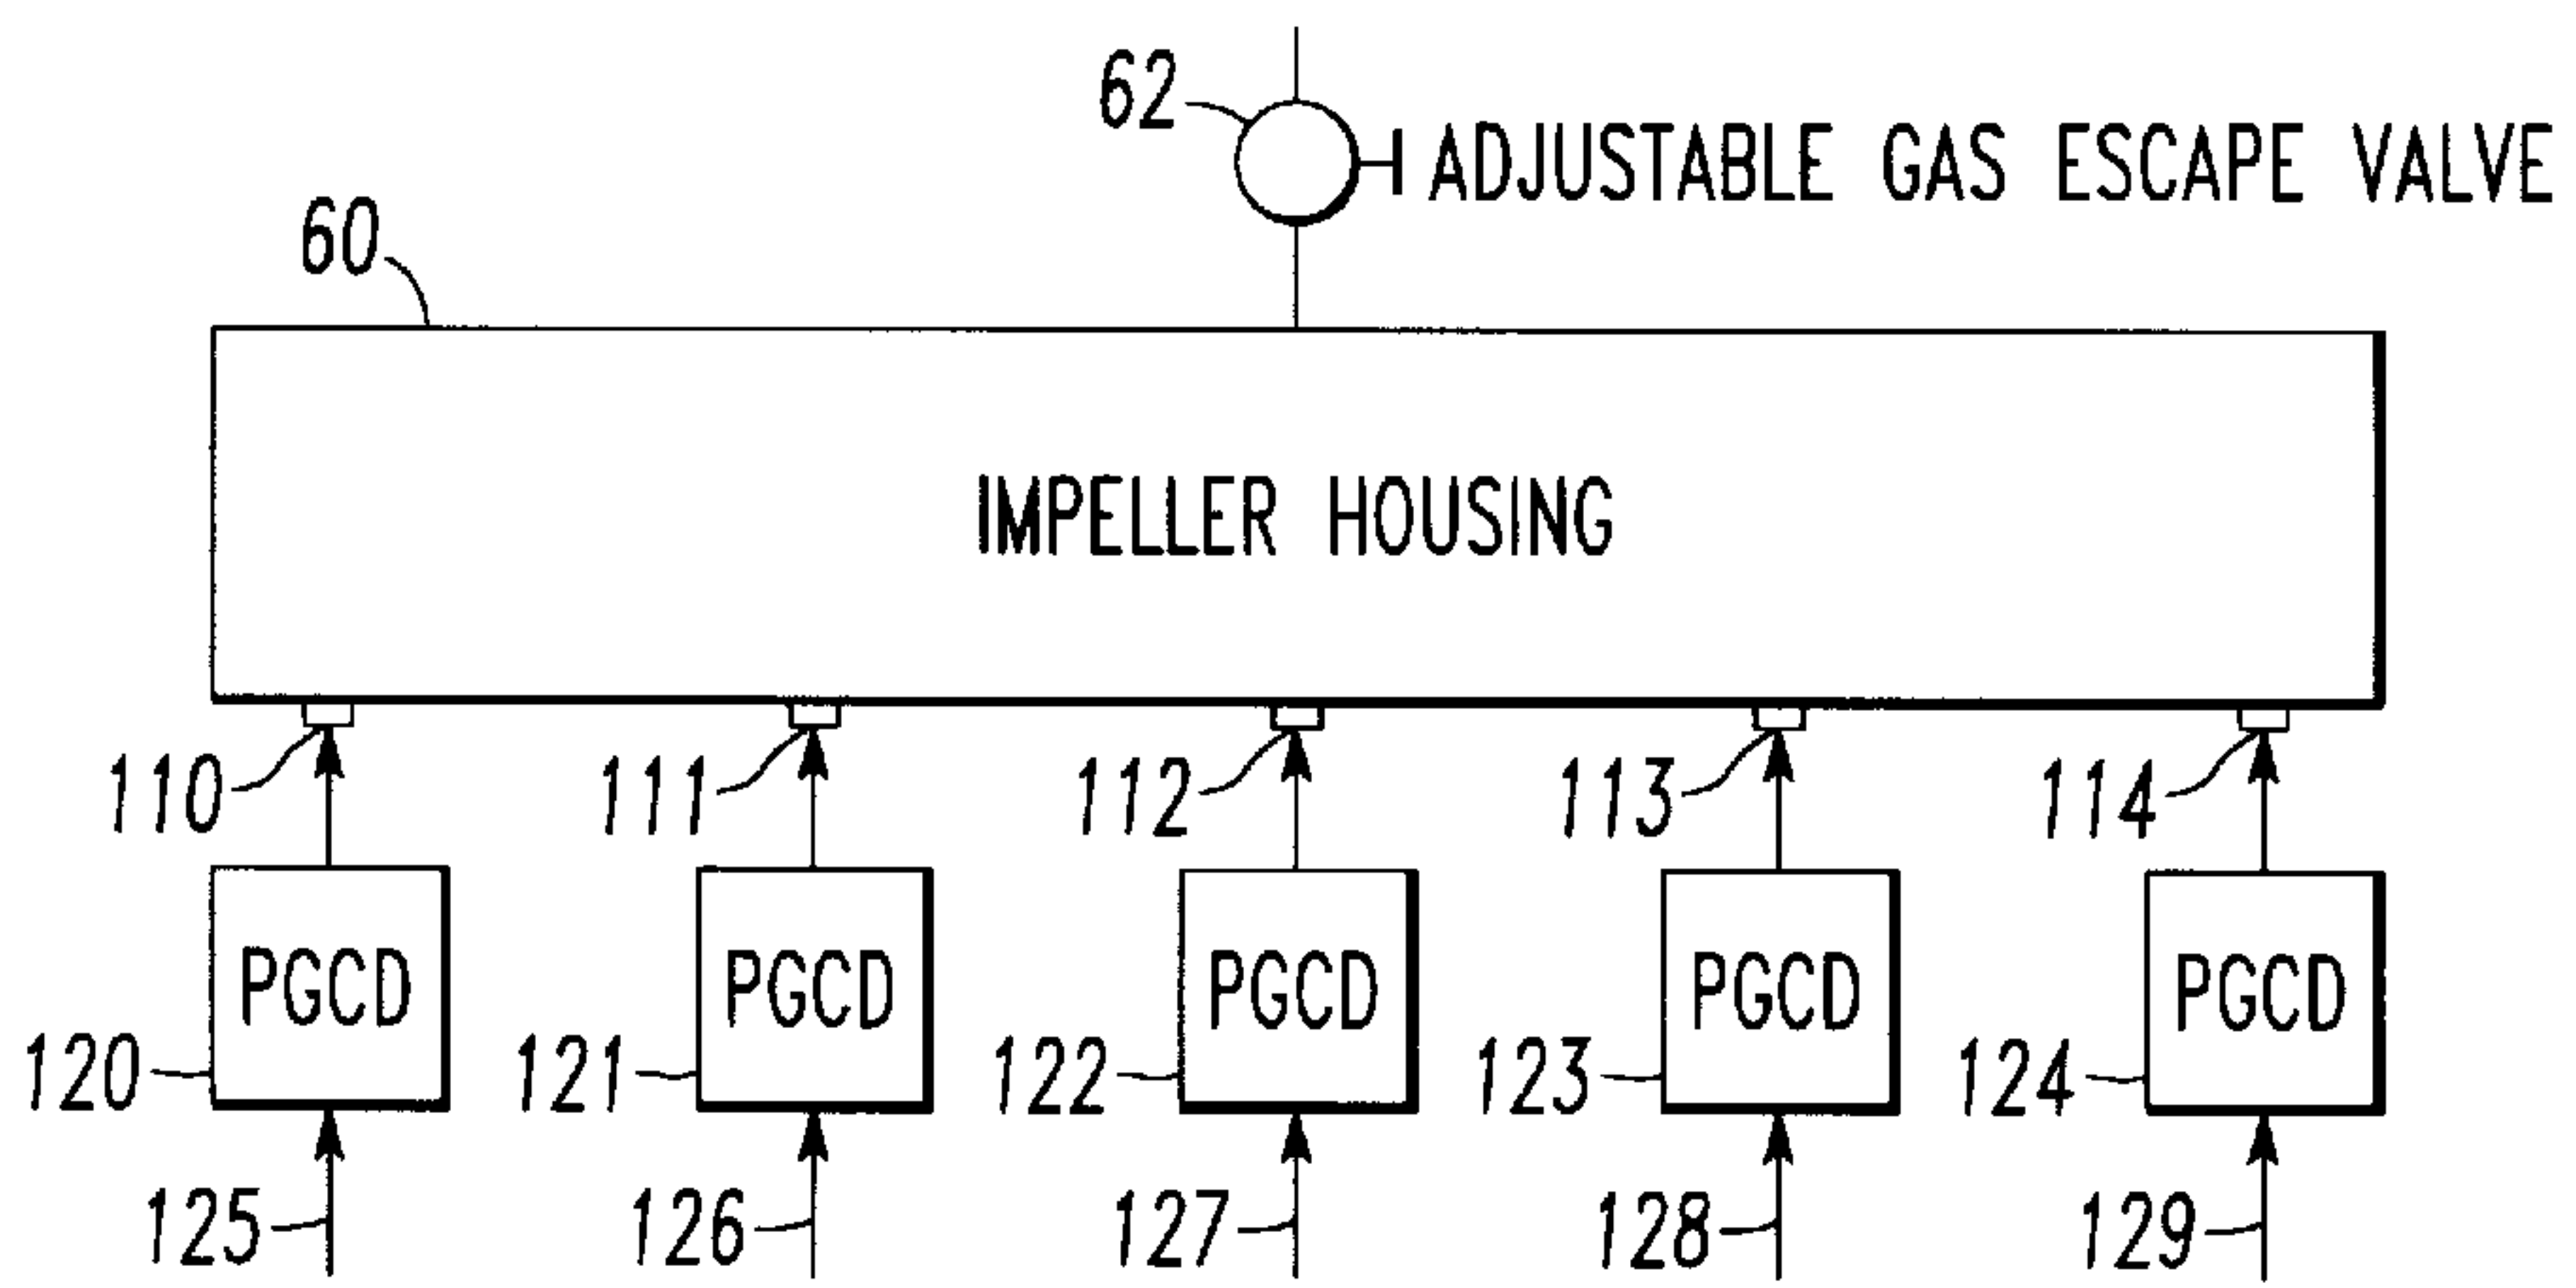 62
ADJUSTABLE GAS ESCAPE VALVE
60
IMPELLER HOUSING
110 111 112 113 114
PGCD PGCD PGCD PGCD PGCD
120 121 122 123 124
125 126 127 128 129